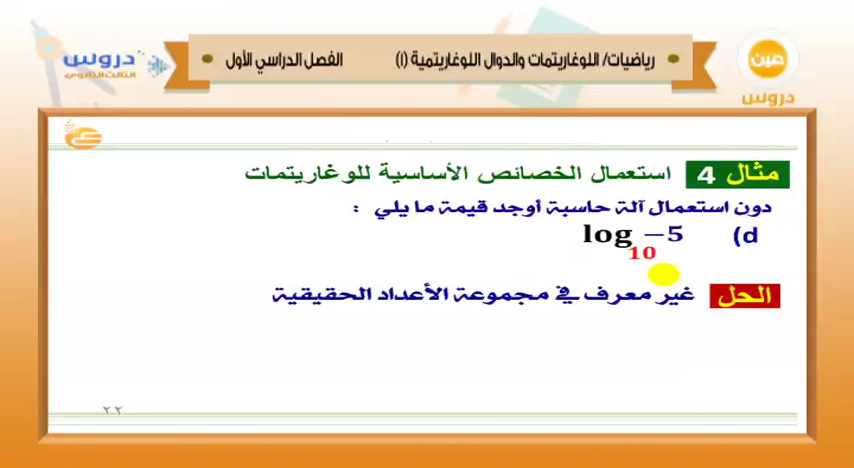 دروس
الثالث الثانوي
رياضيات/ اللوغاريتمات والدوال اللوغاريتمية (١) الفصل الدراسي الأول
عين
دروس
مثال 4 استعمال الخصائص الأساسية للوغاريتمات
دون استعمال آلة حاسبة أوجد قيمة ما يلي :
d) log₁₀ −5
الحل غير معرف في مجموعة الأعداد الحقيقية
٢٢